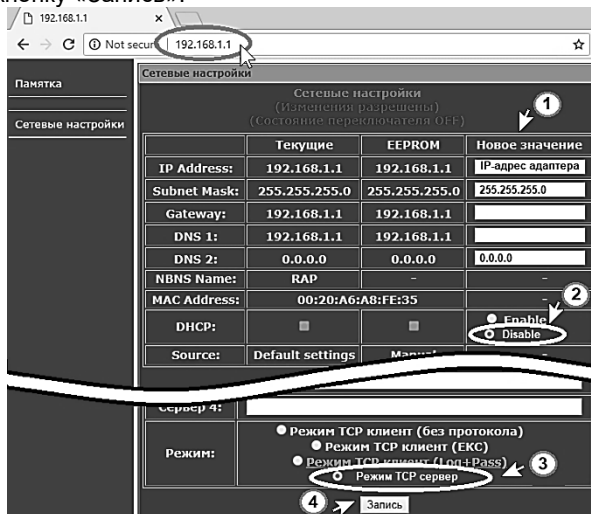 кнопку «Запись».
192.168.1.1 ×
Not secur 192.168.1.1
Памятка
Сетевые настройки
Сетевые настройки
Сетевые настройки
(Изменения разрешены)
(Состояние переключателя OFF)
1
Текущие EEPROM Новое значение
IP Address: 192.168.1.1 192.168.1.1 IP-адрес адаптера
Subnet Mask: 255.255.255.0 255.255.255.0 255.255.255.0
Gateway: 192.168.1.1 192.168.1.1
DNS 1: 192.168.1.1 192.168.1.1
DNS 2: 0.0.0.0 0.0.0.0 0.0.0.0
NBNS Name: RAP - -
MAC Address: 00:20:A6:A8:FE:35 -
2
DHCP: Enable
Disable
Source: Default settings Manual -
Сервер 4:
Режим: Режим TCP клиент (без протокола)
Режим TCP клиент (ЕКС)
Режим TCP клиент (Log+Pass)
Режим TCP сервер
3
4 Запись